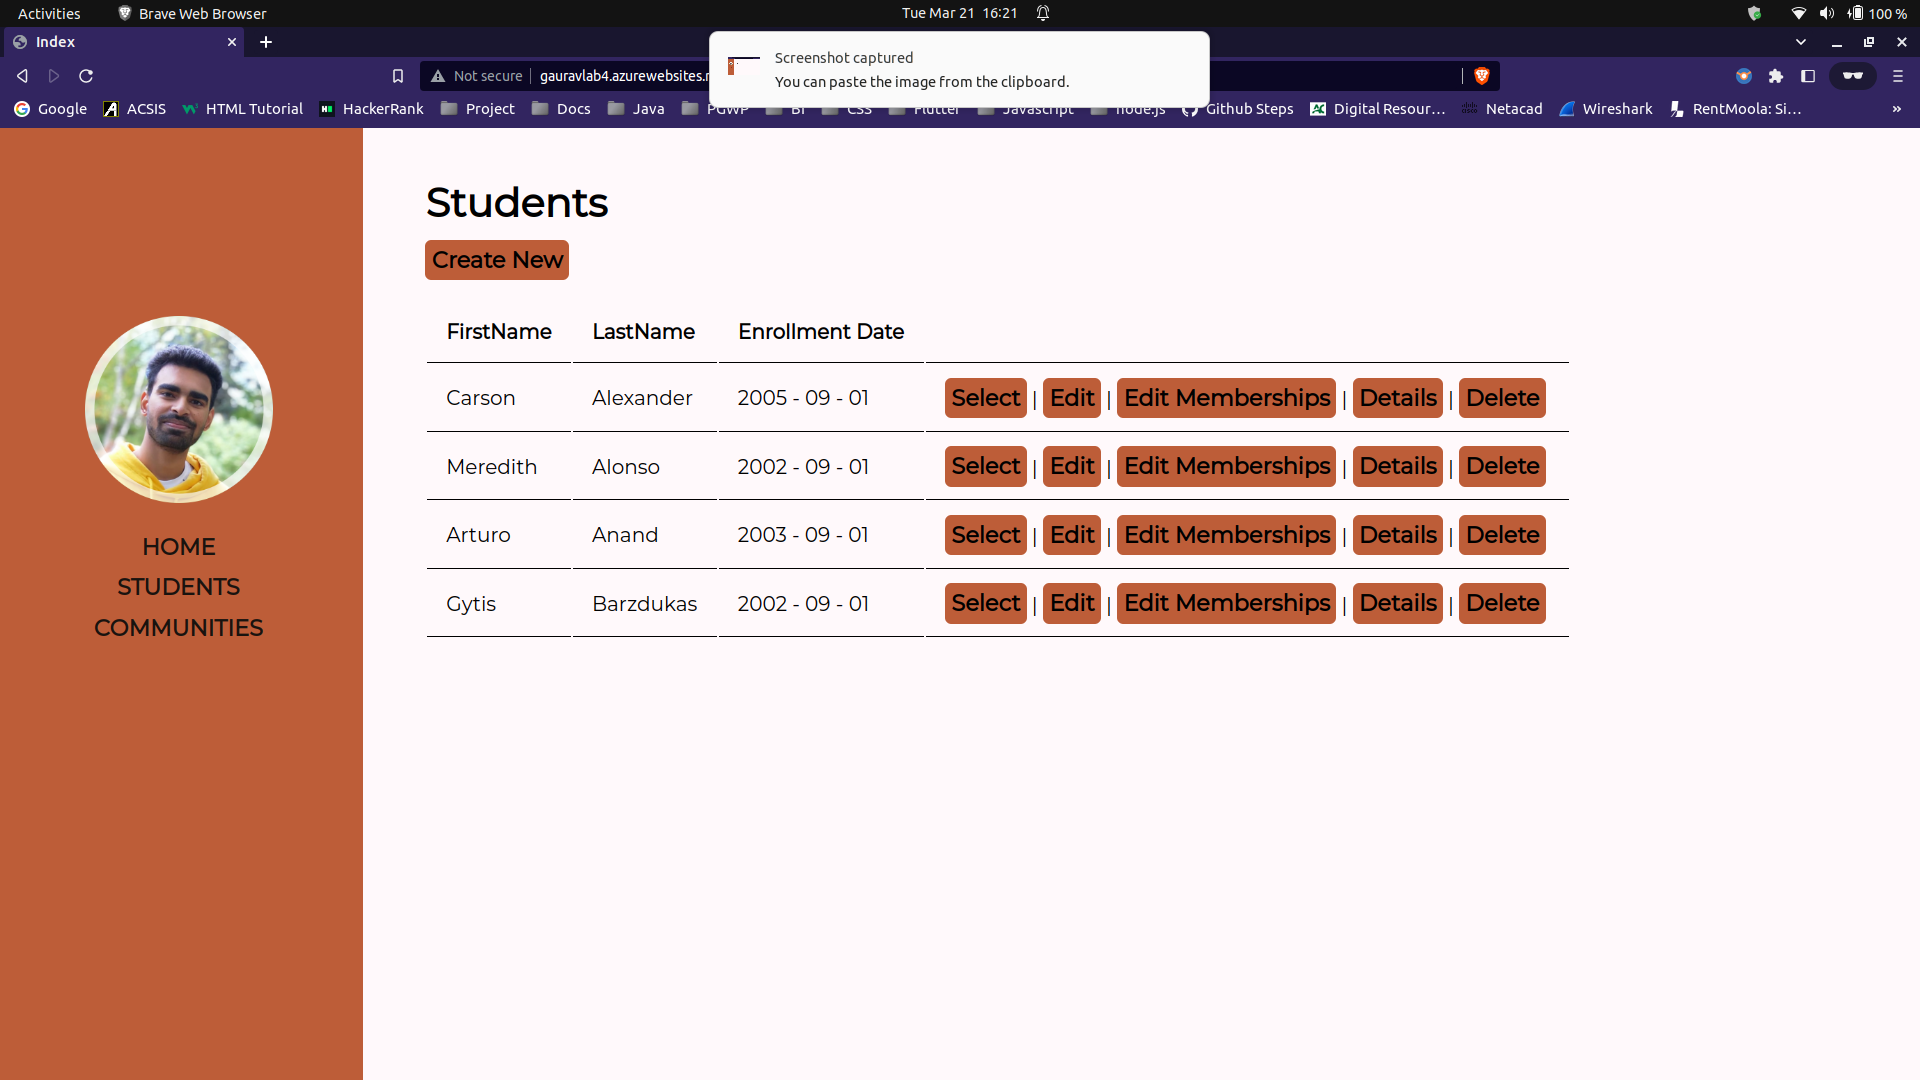 Activities Brave Web Browser Tue Mar 21 16:21 100 %
Index
Not secure gauravlab4.azurewebsites.
Screenshot captured
You can paste the image from the clipboard.
Google ACSIS HTML Tutorial HackerRank Project Docs Java PGWP BI CSS Flutter Javascript node.js Github Steps Digital Resour… Netacad Wireshark RentMoola: Si… »
Students
Create New
FirstName LastName Enrollment Date
Carson Alexander 2005 - 09 - 01 Select | Edit | Edit Memberships | Details | Delete
Meredith Alonso 2002 - 09 - 01 Select | Edit | Edit Memberships | Details | Delete
Arturo Anand 2003 - 09 - 01 Select | Edit | Edit Memberships | Details | Delete
Gytis Barzdukas 2002 - 09 - 01 Select | Edit | Edit Memberships | Details | Delete
HOME
STUDENTS
COMMUNITIES